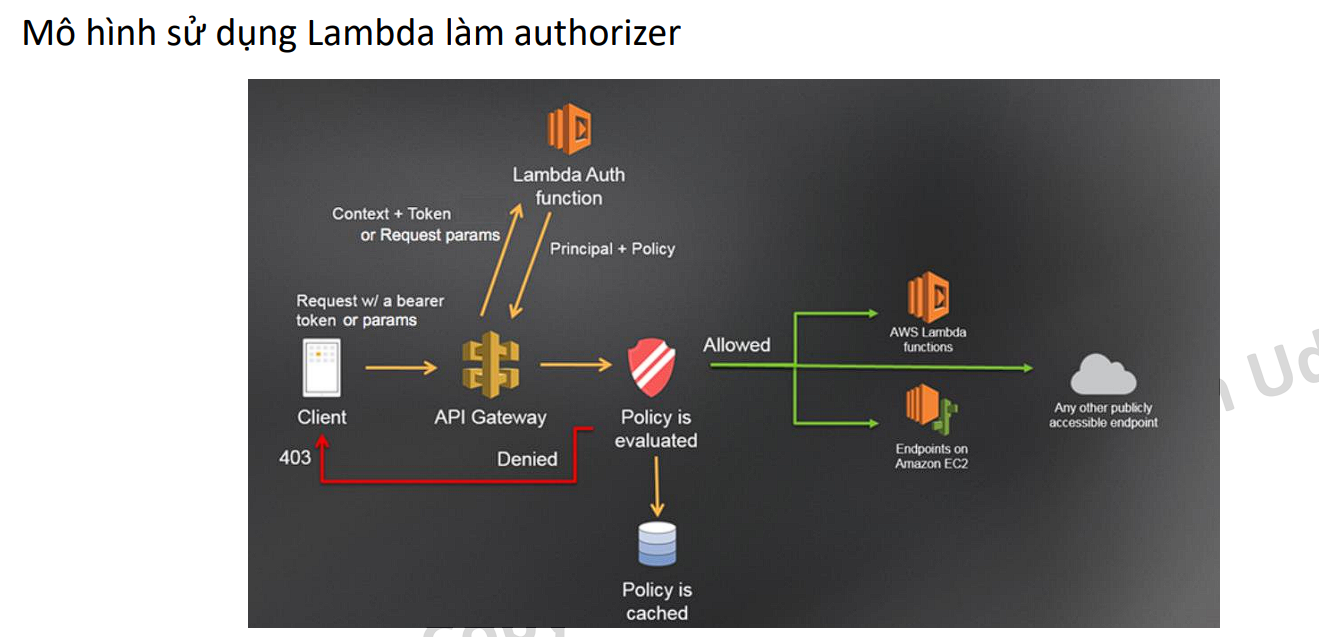 Mô hình sử dụng Lambda làm authorizer
Lambda Auth
function
Context + Token
or Request params
Principal + Policy
Request w/ a bearer
token or params
Client
API Gateway
Policy is
evaluated
Allowed
AWS Lambda
functions
Any other publicly
accessible endpoint
Endpoints on
Amazon EC2
403
Denied
Policy is
cached